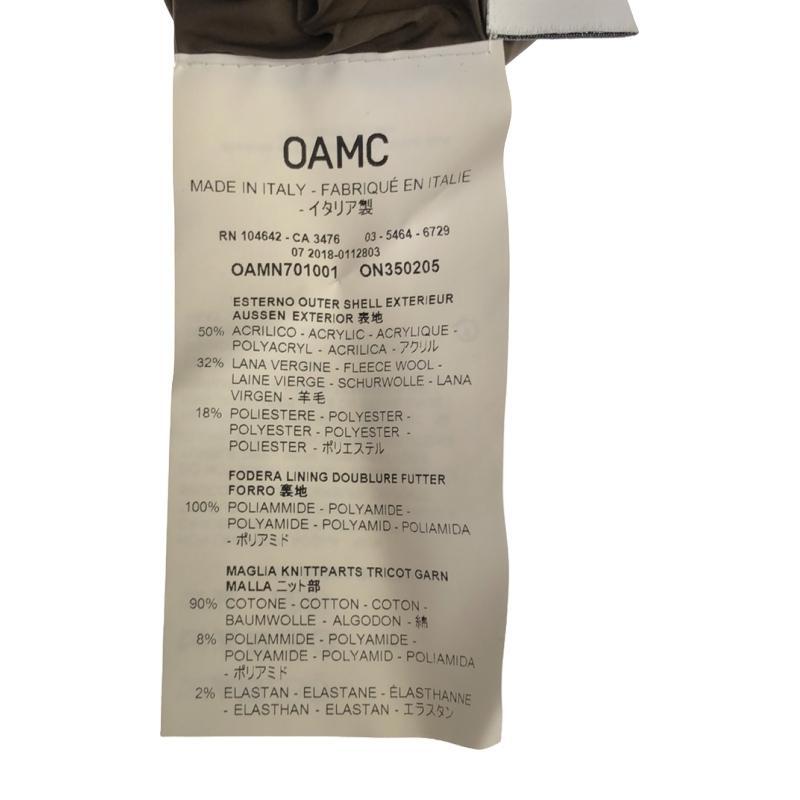 OAMC
MADE IN ITALY - FABRIQUÉ EN ITALIE
- イタリア製
RN 104642 - CA 3476 03 - 5464 - 6729
07 2018-0112803
OAMN701001 ON350205
ESTERNO OUTER SHELL EXTERIEUR
AUSSEN EXTERIOR 表地
50% ACRILICO - ACRYLIC - ACRYLIQUE -
POLYACRYL - ACRILICA - アクリル
32% LANA VERGINE - FLEECE WOOL -
LAINE VIERGE - SCHURWOLLE - LANA
VIRGEN - 羊毛
18% POLIESTERE - POLYESTER -
POLYESTER - POLYESTER -
POLIESTER - ポリエステル
FODERA LINING DOUBLURE FUTTER
FORRO 裏地
100% POLIAMMIDE - POLYAMIDE -
POLYAMIDE - POLYAMID - POLIAMIDA
- ポリアミド
MAGLIA KNITTPARTS TRICOT GARN
MALLA ニット部
90% COTONE - COTTON - COTON -
BAUMWOLLE - ALGODON - 綿
8% POLIAMMIDE - POLYAMIDE -
POLYAMIDE - POLYAMID - POLIAMIDA
- ポリアミド
2% ELASTAN - ELASTANE - ÉLASTHANNE
- ELASTHAN - ELASTAN - エラスタン